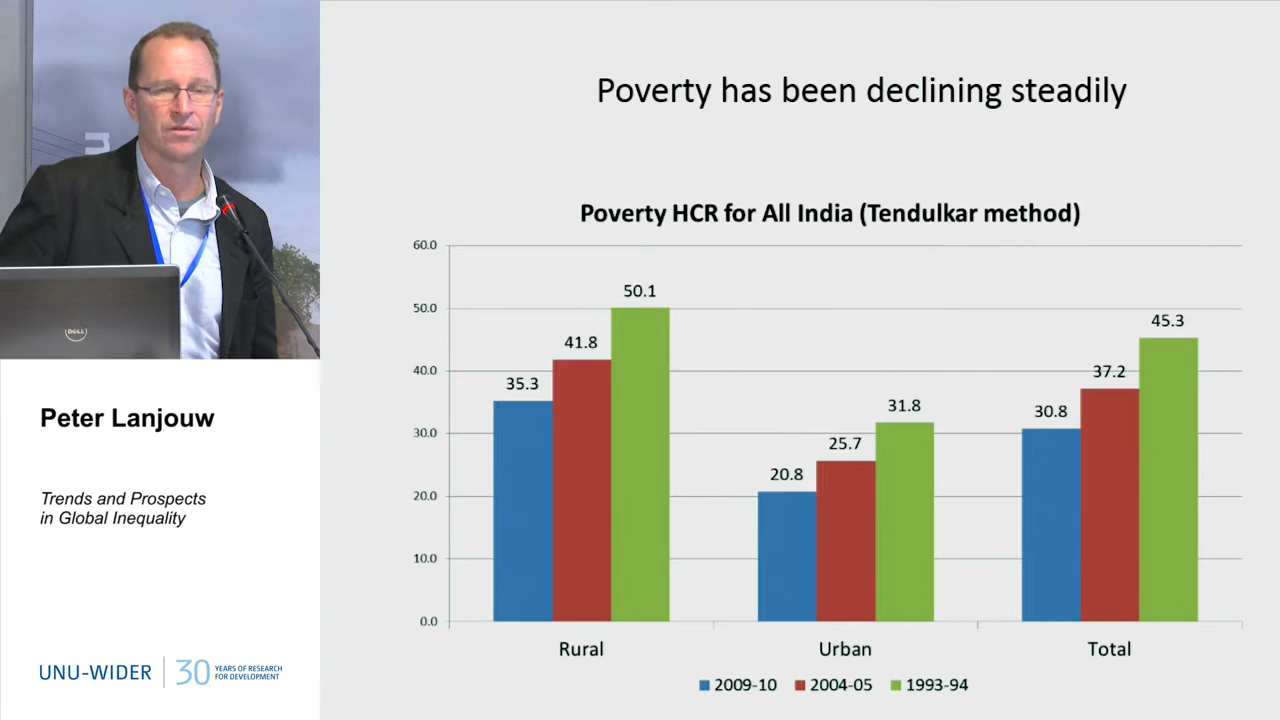 Poverty has been declining steadily
Poverty HCR for All India (Tendulkar method)
60.0
50.0
40.0
30.0
20.0
10.0
0.0
35.3
41.8
50.1
20.8
25.7
31.8
30.8
37.2
45.3
Rural
Urban
Total
2009-10
2004-05
1993-94
DELL
Peter Lanjouw
Trends and Prospects
in Global Inequality
UNU-WIDER
30 YEARS OF RESEARCH
FOR DEVELOPMENT